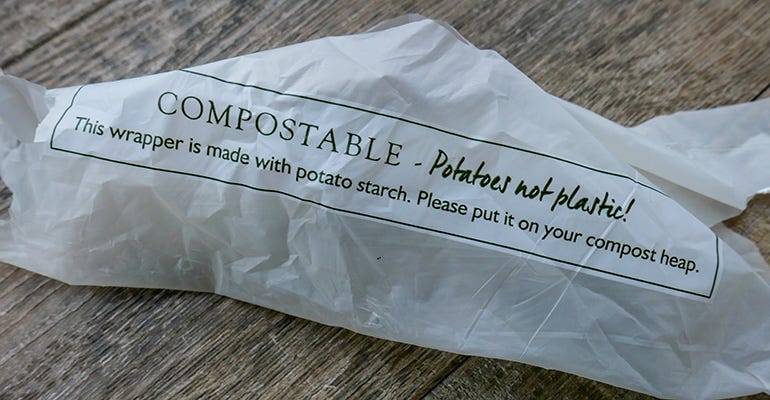 COMPOSTABLE - Potatoes not plastic!
This wrapper is made with potato starch. Please put it on your compost heap.